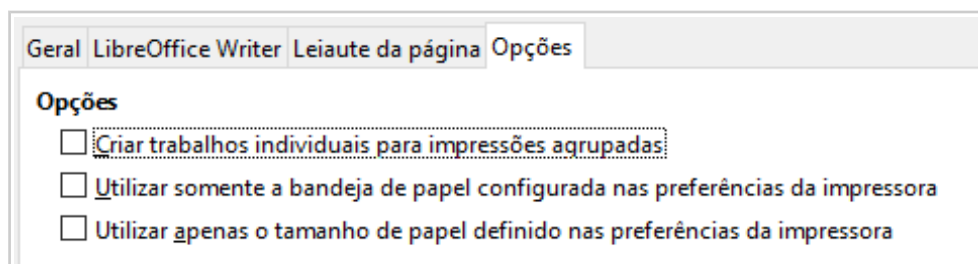 Geral LibreOffice Writer Leiaute da página Opções
Opções
Criar trabalhos individuais para impressões agrupadas
Utilizar somente a bandeja de papel configurada nas preferências da impressora
Utilizar apenas o tamanho de papel definido nas preferências da impressora